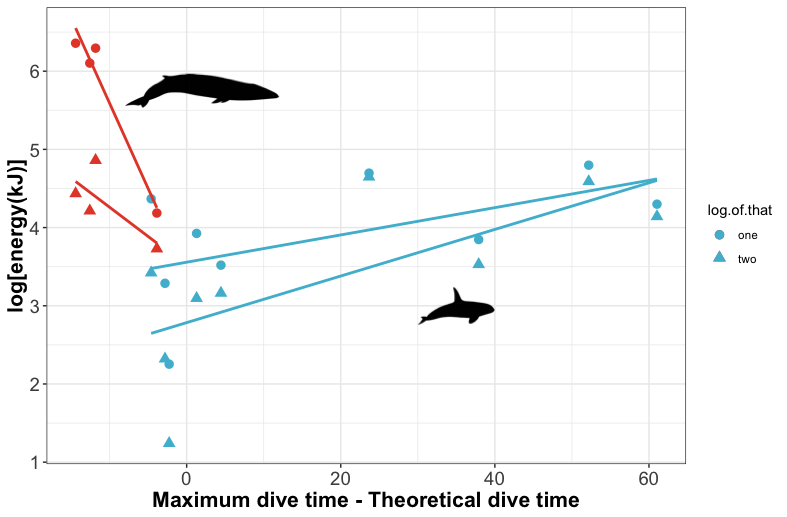 6
5
4
3
2
1
log[energy(kJ)]
0 20 40 60
Maximum dive time - Theoretical dive time
log.of.that
one
two